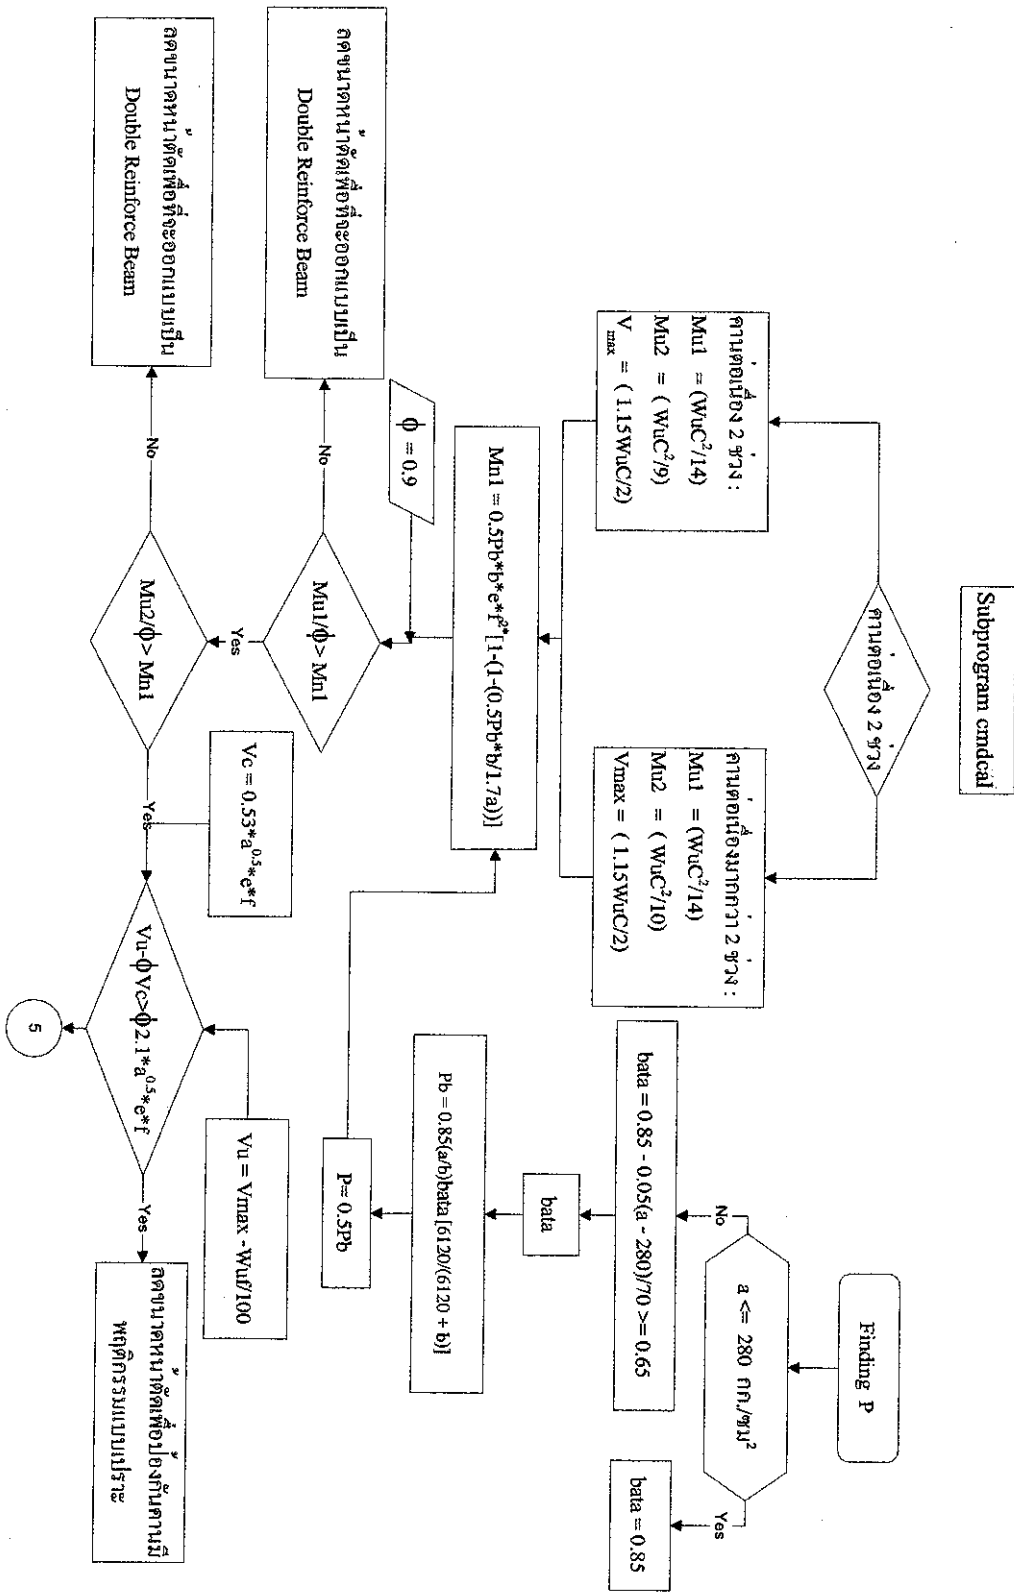 Subprogram cmdcal
คานต่อเนื่อง 2 ช่วง
คานต่อเนื่อง 2 ช่วง :
Mu1 = (WuC²/14)
Mu2 = ( WuC²/9)
V max = ( 1.15WuC/2)
คานต่อเนื่องมากกว่า 2 ช่วง :
Mu1 = (WuC²/14)
Mu2 = ( WuC²/10)
Vmax = ( 1.15WuC/2)
Finding P
a <= 280 กก./ซม²
No
Yes
bata = 0.85
bata = 0.85 - 0.05(a - 280)/70 >= 0.65
bata
Pb = 0.85(a/b)bata [6120/(6120 + b)]
P= 0.5Pb
Mn1 = 0.5Pb*b*e*f²*[1-(1-(0.5Pb*b/1.7a))]
ϕ = 0.9
Mu1/ϕ> Mn1
No
ลดขนาดหน้าตัดเพื่อที่จะออกแบบเป็น
Double Reinforce Beam
Yes
Mu2/ϕ> Mn1
No
ลดขนาดหน้าตัดเพื่อที่จะออกแบบเป็น
Double Reinforce Beam
Yes
Vc = 0.53*a^0.5*e*f
Vu = Vmax - Wuf/100
Vu-ϕVc>ϕ2.1*a^0.5*e*f
Yes
ลดขนาดหน้าตัดเพื่อป้องกันคานมี
พฤติกรรมแบบเปราะ
5